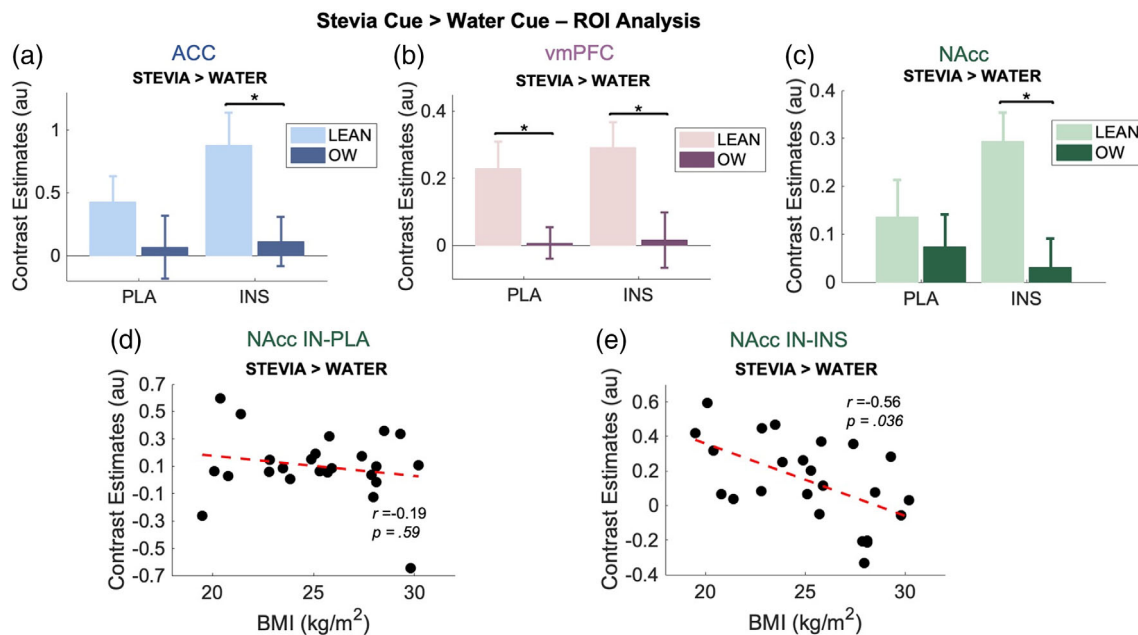 Stevia Cue > Water Cue – ROI Analysis
(a)
ACC
STEVIA > WATER
*
LEAN
OW
Contrast Estimates (au)
1
0.5
0
PLA
INS
(b)
vmPFC
STEVIA > WATER
*
*
LEAN
OW
Contrast Estimates (au)
0.4
0.2
0
PLA
INS
(c)
NAcc
STEVIA > WATER
*
LEAN
OW
Contrast Estimates (au)
0.4
0.3
0.2
0.1
0
PLA
INS
(d)
NAcc IN-PLA
STEVIA > WATER
Contrast Estimates (au)
0.7
0.5
0.3
0.1
-0.1
-0.3
-0.5
-0.7
r =-0.19
p = .59
20
25
30
BMI (kg/m²)
(e)
NAcc IN-INS
STEVIA > WATER
Contrast Estimates (au)
0.6
0.4
0.2
0
-0.2
-0.4
r =-0.56
p = .036
20
25
30
BMI (kg/m²)